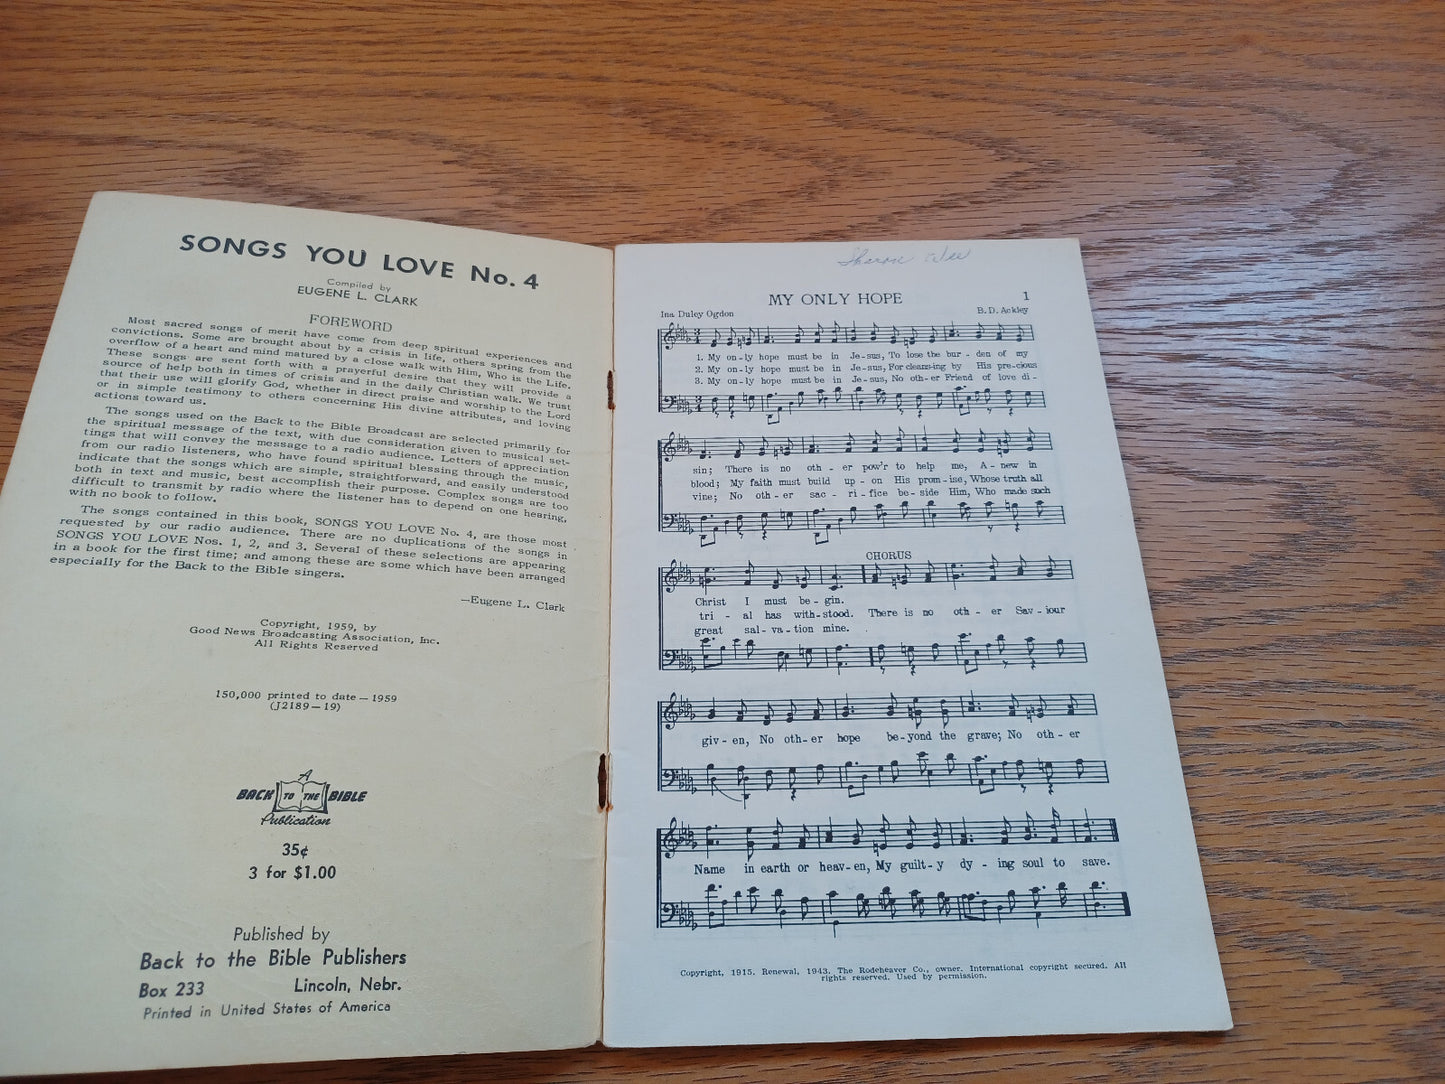 SONGS YOU LOVE No. 4
Compiled by
EUGENE L. CLARK
FOREWORD
Most sacred songs of merit have come from deep spiritual experiences and
convictions. Some are brought about by a crisis in life, others spring from the
overflow of a heart and mind matured by a close walk with Him, Who is the Life.
These songs are sent forth with a prayerful desire that they will provide a
source of help both in times of crisis and in the daily Christian walk. We trust
that their use will glorify God, whether in direct praise and worship to the Lord
or in simple testimony to others concerning His divine attributes, and loving
actions toward us.
The songs used on the Back to the Bible Broadcast are selected primarily for
the spiritual message of the text, with due consideration given to musical set-
tings that will convey the message to a radio audience. Letters of appreciation
from our radio listeners, who have found spiritual blessing through the music,
indicate that the songs which are simple, straightforward, and easily understood
both in text and music, best accomplish their purpose. Complex songs are too
difficult to transmit by radio where the listener has to depend on one hearing,
with no book to follow.
The songs contained in this book, SONGS YOU LOVE No. 4, are those most
requested by our radio audience. There are no duplications of the songs in
SONGS YOU LOVE Nos. 1, 2, and 3. Several of these selections are appearing
in a book for the first time; and among these are some which have been arranged
especially for the Back to the Bible singers.
—Eugene L. Clark
Copyright, 1959, by
Good News Broadcasting Association, Inc.
All Rights Reserved
150,000 printed to date — 1959
(J2189 — 19)
A
BACK TO THE BIBLE
Publication
35¢
3 for $1.00
Published by
Back to the Bible Publishers
Box 233 Lincoln, Nebr.
Printed in United States of America
Sharon
MY ONLY HOPE 1
Ina Duley Ogdon B. D. Ackley
1. My on-ly hope must be in Je-sus, To lose the bur - den of my
2. My on-ly hope must be in Je-sus, For cleans-ing by His pre-cious
3. My on-ly hope must be in Je-sus, No oth-er Friend of love di-
sin; There is no oth - er pow'r to help me, A - new in
blood; My faith must build up - on His prom-ise, Whose truth all
vine; No oth - er sac - ri - fice be - side Him, Who made such
CHORUS
Christ I must be - gin.
tri - al has with-stood. There is no oth - er Sav - iour
great sal - va - tion mine.
giv - en, No oth - er hope be-yond the grave; No oth - er
Name in earth or heav-en, My guilt-y dy - ing soul to save.
Copyright, 1915. Renewal, 1943. The Rodeheaver Co., owner. International copyright secured. All
rights reserved. Used by permission.